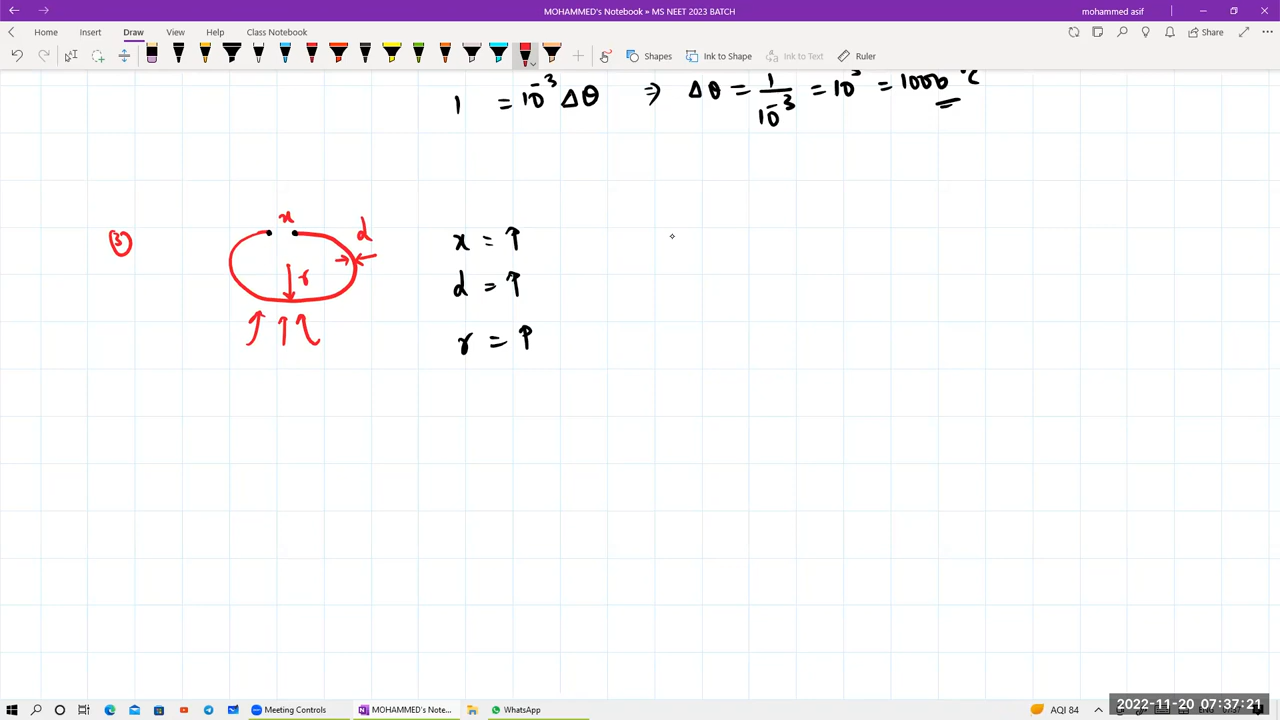 MOHAMMED's Notebook » MS NEET 2023 BATCH
mohammed asif
Home Insert Draw View Help Class Notebook
Share
Shapes Ink to Shape Ink to Text Ruler
1 = 10⁻³ Δθ ⇒ Δθ = 1/10⁻³ = 10³ = 1000 °C
③
x
d
r
x = ↑
d = ↑
r = ↑
Meeting Controls
MOHAMMED's Note...
WhatsApp
AQI 84
2022-11-20 07:37:21